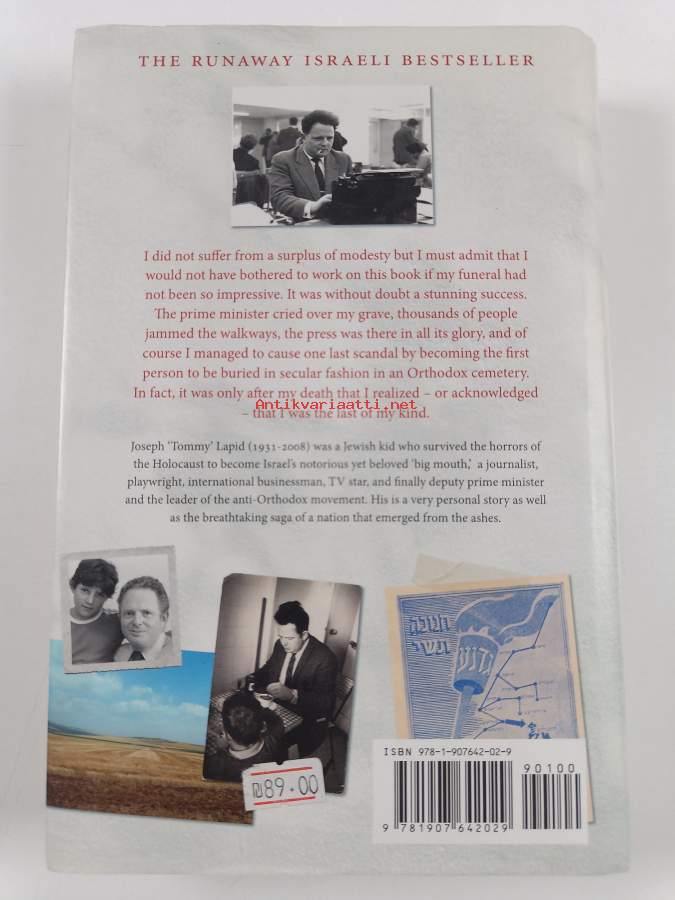 THE RUNAWAY ISRAELI BESTSELLER
I did not suffer from a surplus of modesty but I must admit that I
would not have bothered to work on this book if my funeral had
not been so impressive. It was without doubt a stunning success.
The prime minister cried over my grave, thousands of people
jammed the walkways, the press was there in all its glory, and of
course I managed to cause one last scandal by becoming the first
person to be buried in secular fashion in an Orthodox cemetery.
In fact, it was only after my death that I realized – or acknowledged
Antikvariaatti.net
– that I was the last of my kind.
Joseph 'Tommy' Lapid (1931-2008) was a Jewish kid who survived the horrors of
the Holocaust to become Israel's notorious yet beloved 'big mouth,' a journalist,
playwright, international businessman, TV star, and finally deputy prime minister
and the leader of the anti-Orthodox movement. His is a very personal story as well
as the breathtaking saga of a nation that emerged from the ashes.
חנוכה
גדנע
₪89.00
ISBN 978-1-907642-02-9
90100
9 781907 642029